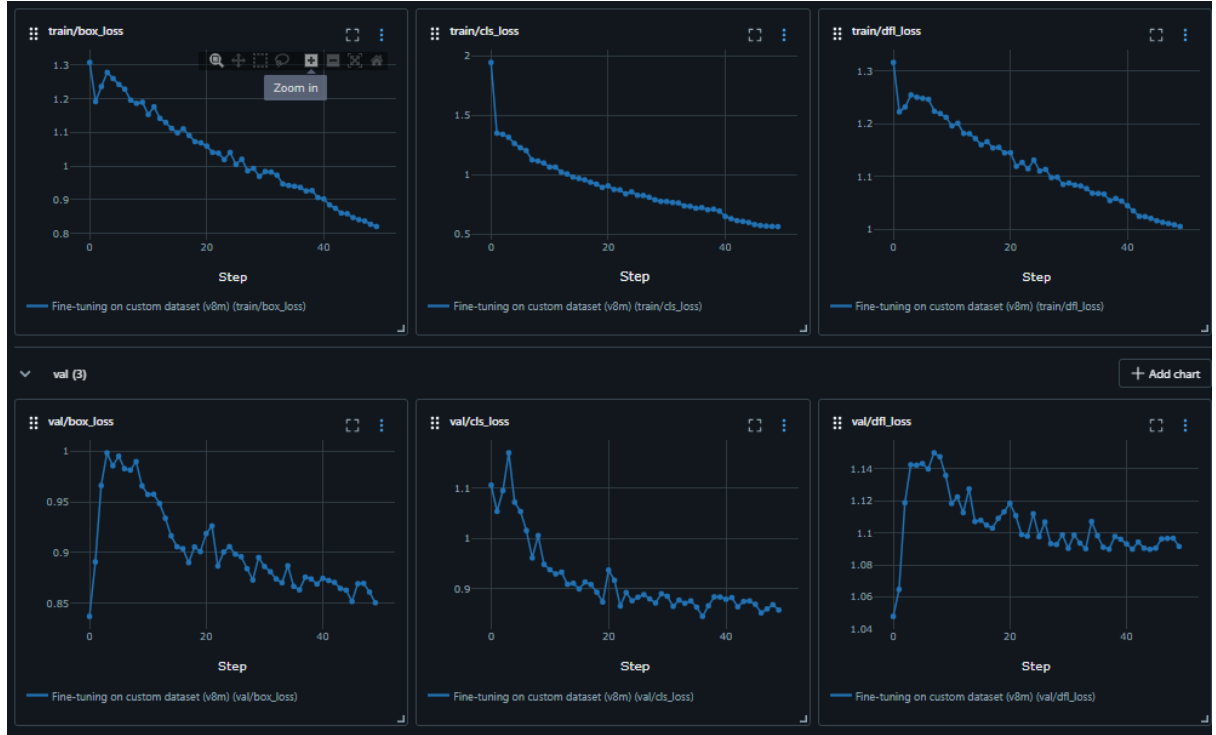 train/box_loss
train/cls_loss
train/dfl_loss
Zoom in
1.3
1.2
1.1
1
0.9
0.8
0
20
40
Step
Fine-tuning on custom dataset (v8m) (train/box_loss)
2
1.5
1
0.5
0
20
40
Step
Fine-tuning on custom dataset (v8m) (train/cls_loss)
1.3
1.2
1.1
1
0
20
40
Step
Fine-tuning on custom dataset (v8m) (train/dfl_loss)
val (3)
Add chart
val/box_loss
val/cls_loss
val/dfl_loss
1
0.95
0.9
0.85
0
20
40
Step
Fine-tuning on custom dataset (v8m) (val/box_loss)
1.1
1
0.9
0
20
40
Step
Fine-tuning on custom dataset (v8m) (val/cls_loss)
1.14
1.12
1.1
1.08
1.06
1.04
0
20
40
Step
Fine-tuning on custom dataset (v8m) (val/dfl_loss)